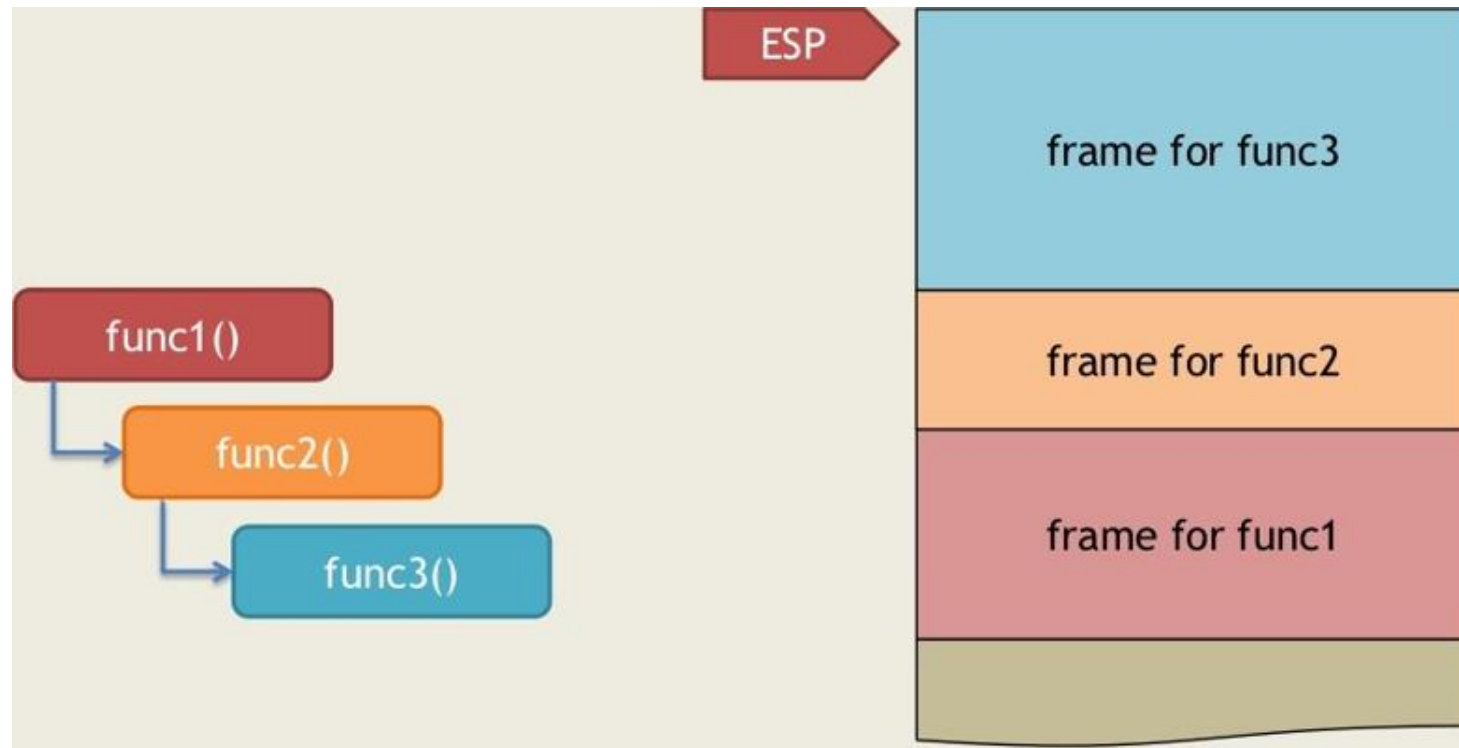 ESP
frame for func3
func1()
frame for func2
func2()
frame for func1
func3()